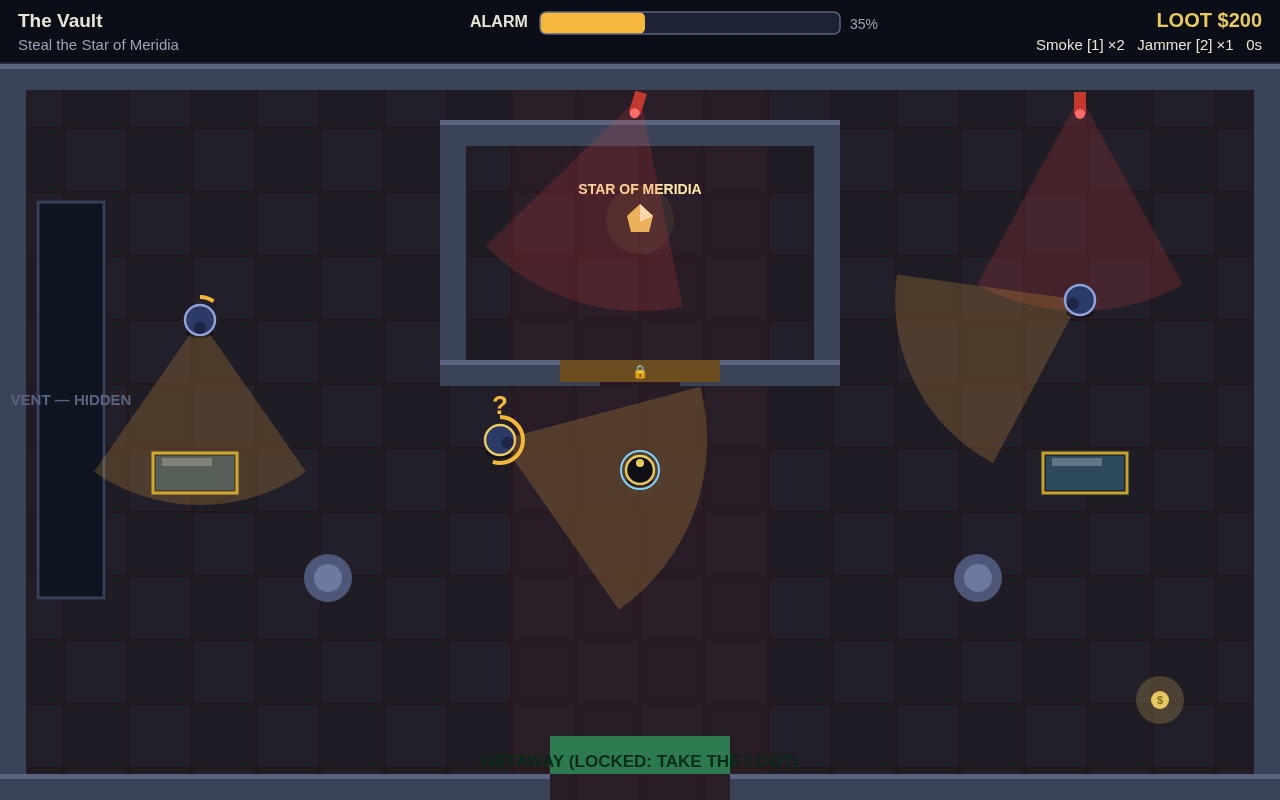 The Vault
Steal the Star of Meridia
ALARM 35%
LOOT $200
Smoke [1] ×2 Jammer [2] ×1 0s
STAR OF MERIDIA
?
VENT — HIDDEN
$
GETAWAY (LOCKED: TAKE THE LOOT)